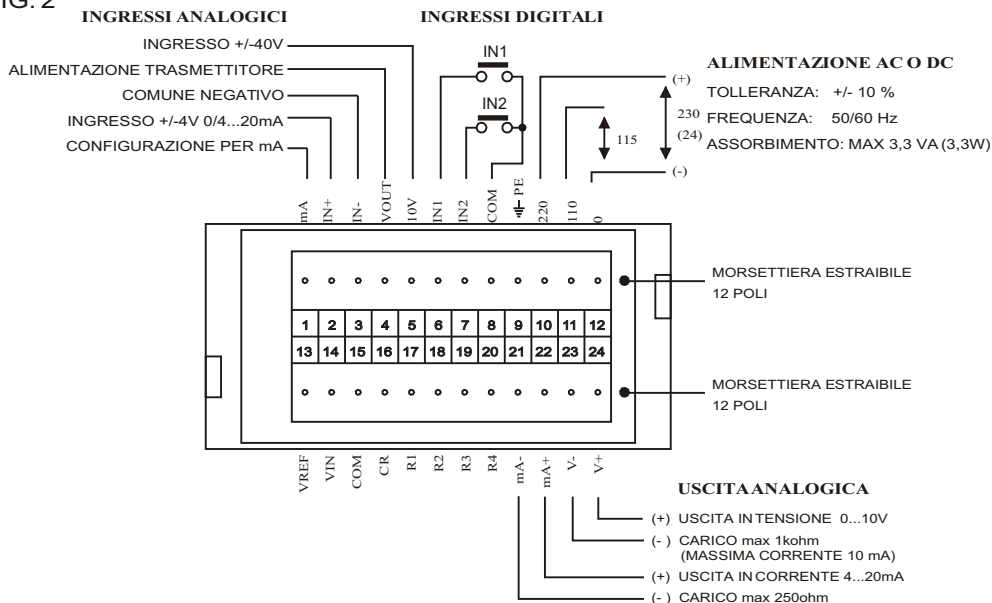 IG. 2
INGRESSI ANALOGICI
INGRESSO +/-40V
ALIMENTAZIONE TRASMETTITORE
COMUNE NEGATIVO
INGRESSO +/-4V 0/4...20mA
CONFIGURAZIONE PER mA
INGRESSI DIGITALI
IN1
IN2
(+)
230
(24)
115
(-)
ALIMENTAZIONE AC O DC
TOLLERANZA: +/- 10 %
FREQUENZA: 50/60 Hz
ASSORBIMENTO: MAX 3,3 VA (3,3W)
mA IN+ IN- VOUT 10V IN1 IN2 COM PE 220 110 0
MORSETTIERA ESTRAIBILE
12 POLI
1 2 3 4 5 6 7 8 9 10 11 12
13 14 15 16 17 18 19 20 21 22 23 24
MORSETTIERA ESTRAIBILE
12 POLI
VREF VIN COM CR R1 R2 R3 R4 mA- mA+ V- V+
USCITA ANALOGICA
(+) USCITA IN TENSIONE 0...10V
(-) CARICO max 1kohm
(MASSIMA CORRENTE 10 mA)
(+) USCITA IN CORRENTE 4...20mA
(-) CARICO max 250ohm